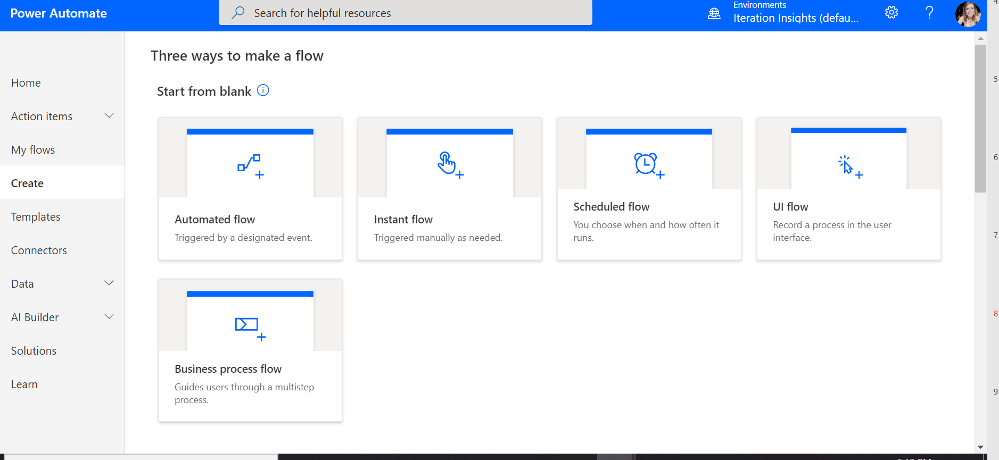 Power Automate
Search for helpful resources
Environments
Iteration Insights (defau...
Home
Action items
My flows
Create
Templates
Connectors
Data
AI Builder
Solutions
Learn
Three ways to make a flow
Start from blank
Automated flow
Triggered by a designated event.
Instant flow
Triggered manually as needed.
Scheduled flow
You choose when and how often it
runs.
UI flow
Record a process in the user
interface.
Business process flow
Guides users through a multistep
process.
5
6
7
8
9